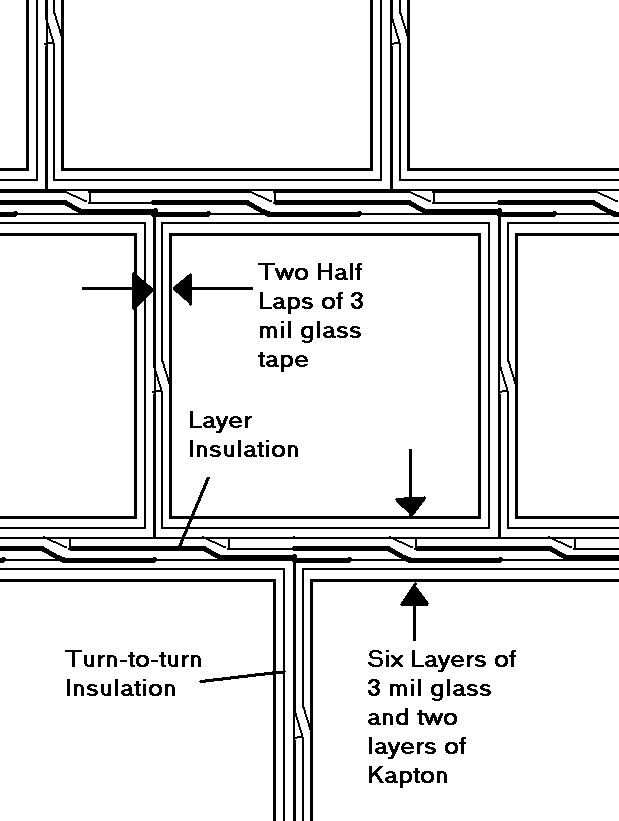 Two Half
Laps of 3
mil glass
tape
Layer
Insulation
Turn-to-turn
Insulation
Six Layers of
3 mil glass
and two
layers of
Kapton